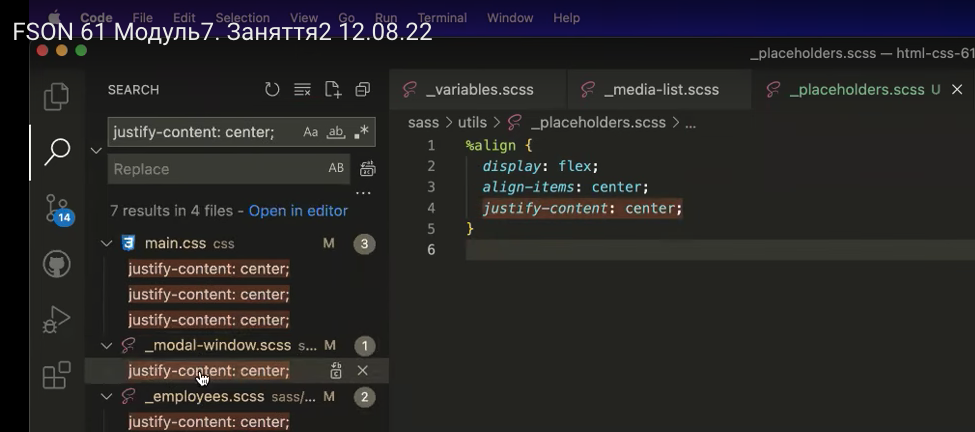 Code File Edit Selection View Go Run Terminal Window Help
FSON 61 Модуль7. Заняття2 12.08.22
_placeholders.scss — html-css-61
SEARCH
_variables.scss
_media-list.scss
_placeholders.scss U
justify-content: center; Aa ab
sass > utils > _placeholders.scss > ...
Replace AB
1 %align {
2 display: flex;
3 align-items: center;
4 justify-content: center;
5 }
6
14
7 results in 4 files - Open in editor
main.css css M 3
justify-content: center;
justify-content: center;
justify-content: center;
_modal-window.scss s... M 1
justify-content: center;
_employees.scss sass/... M 2
justify-content: center;